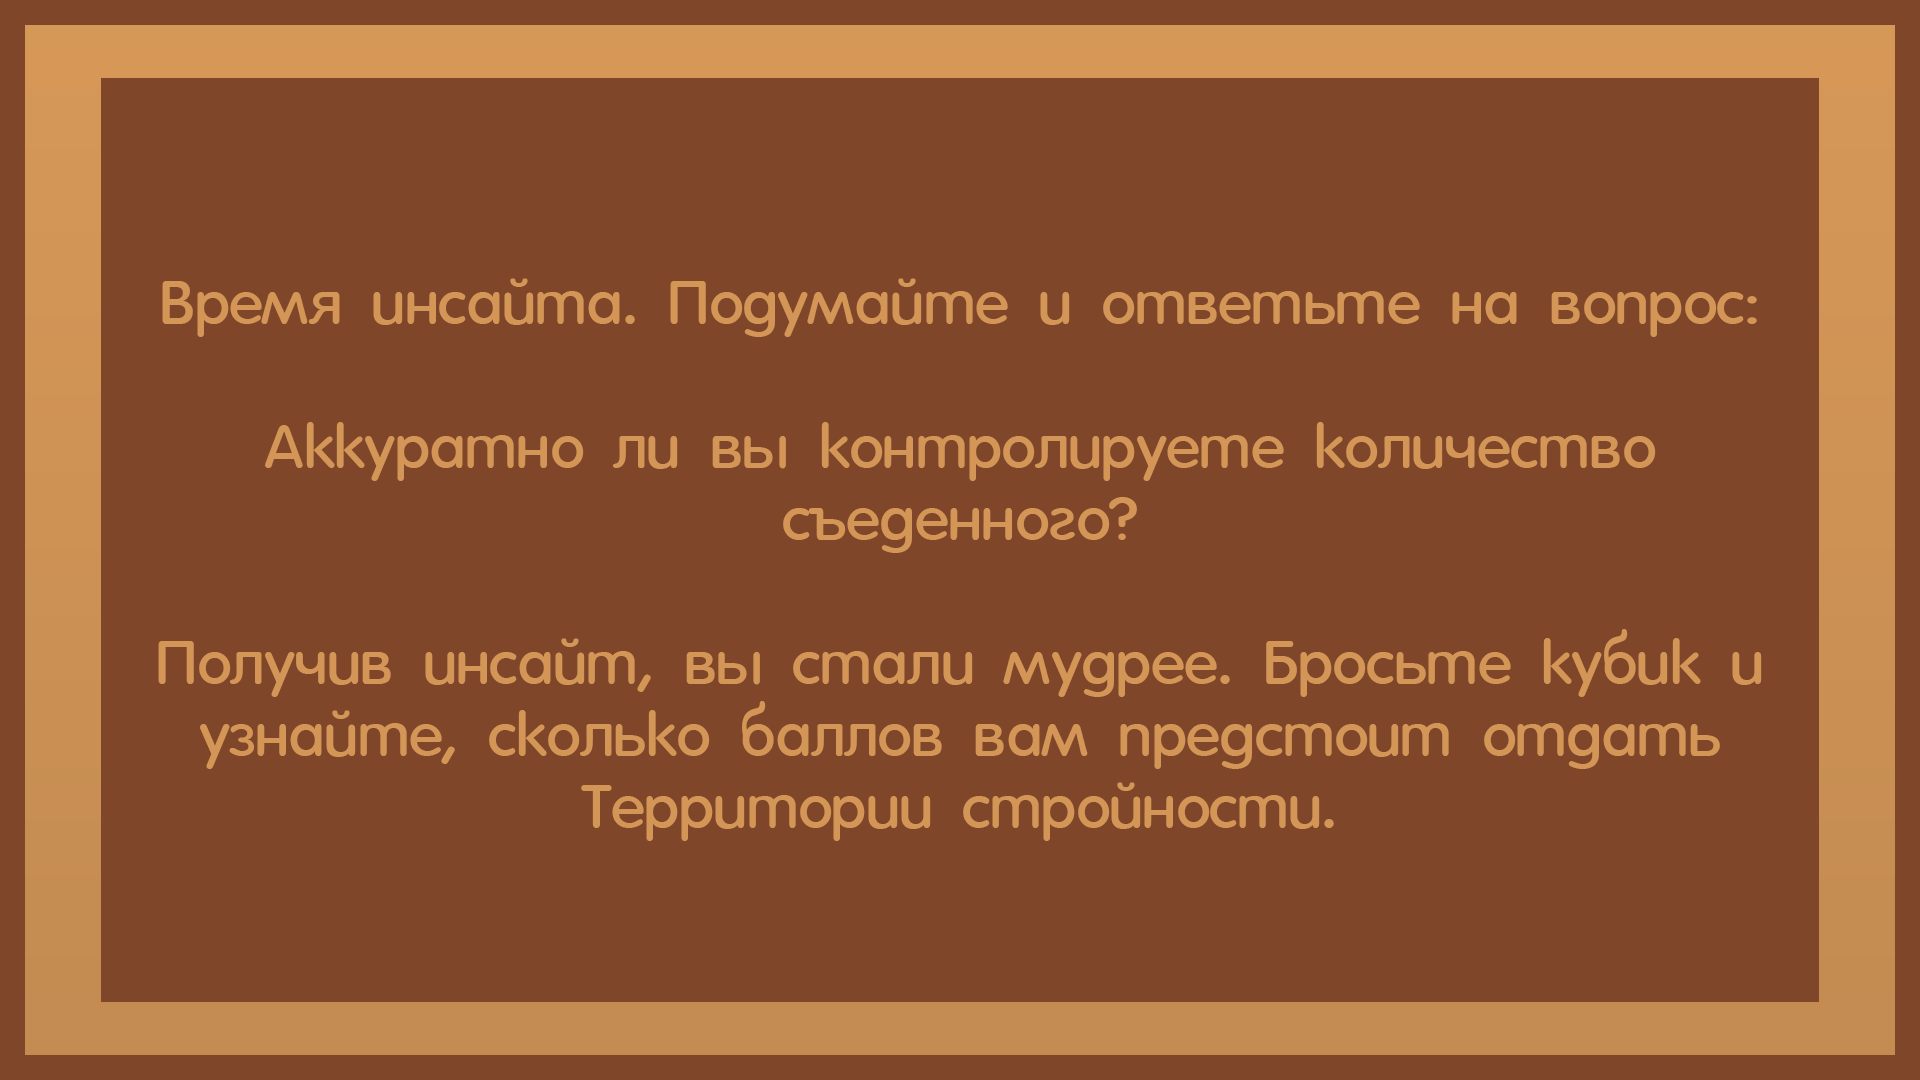 Время инсайта. Подумайте и ответьте на вопрос:
Аккуратно ли вы контролируете количество
съеденного?
Получив инсайт, вы стали мудрее. Бросьте кубик и
узнайте, сколько баллов вам предстоит отдать
Территории стройности.